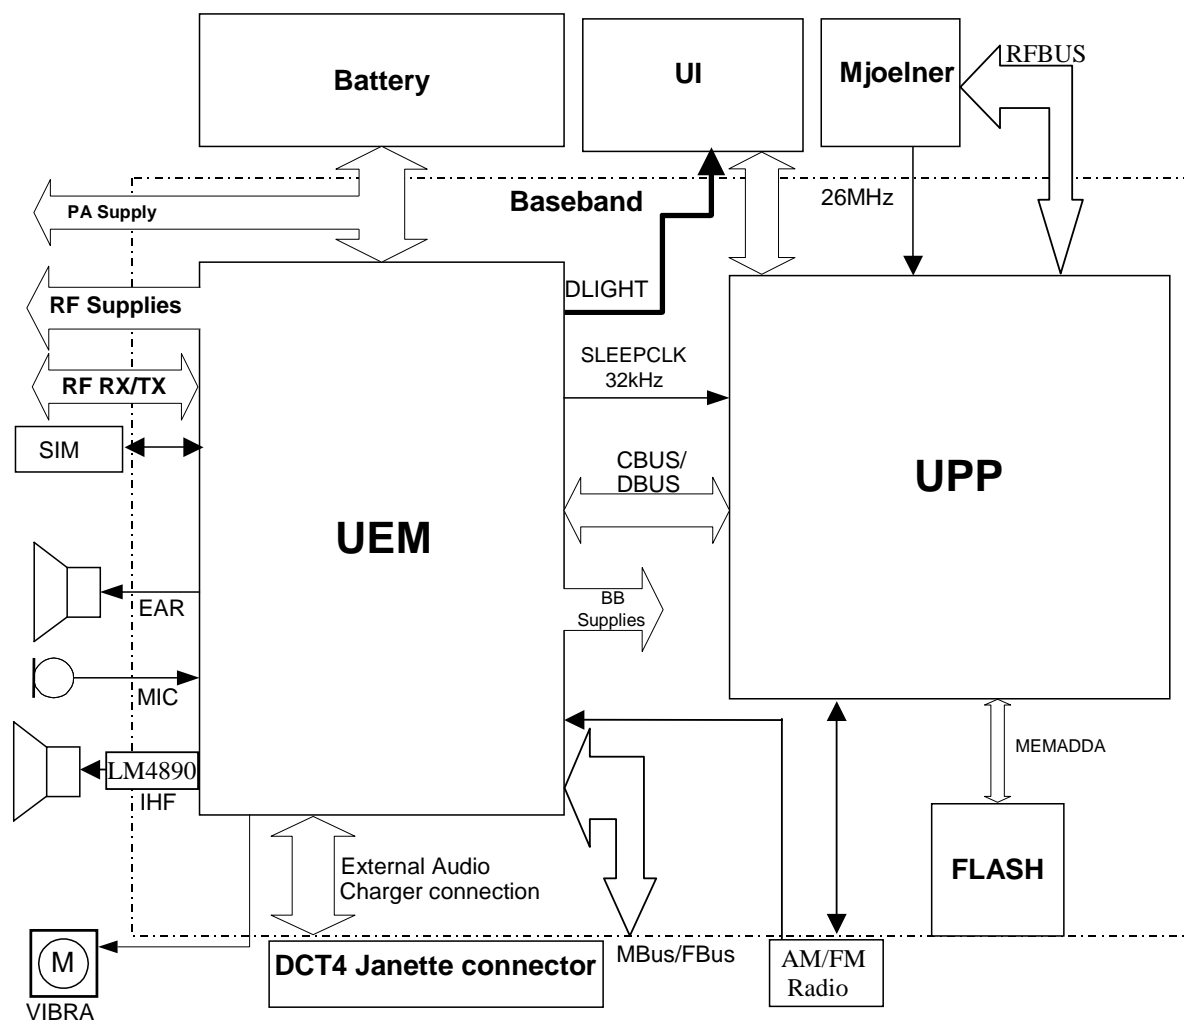 Battery
UI
Mjoelner
RFBUS
PA Supply
Baseband
26MHz
RF Supplies
DLIGHT
RF RX/TX
SLEEPCLK
32kHz
SIM
CBUS/
DBUS
UPP
UEM
EAR
BB
Supplies
MIC
MEMADDA
LM4890
IHF
External Audio
Charger connection
FLASH
MBus/FBus
DCT4 Janette connector
AM/FM
Radio
M
VIBRA